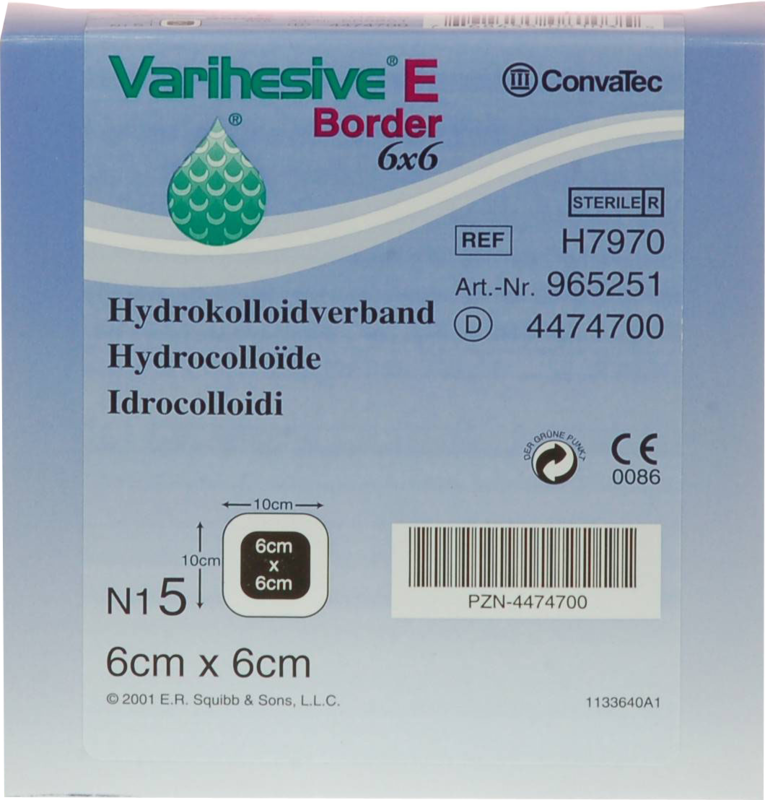 Varihesive® E
ConvaTec
®
Border
6x6
STERILE R
REF H7970
Art.-Nr. 965251
D 4474700
Hydrokolloidverband
Hydrocolloïde
Idrocolloidi
DER GRÜNE PUNKT
CE
0086
10cm
10cm
6cm
x
6cm
N1 5
PZN-4474700
6cm x 6cm
© 2001 E.R. Squibb & Sons, L.L.C.
1133640A1